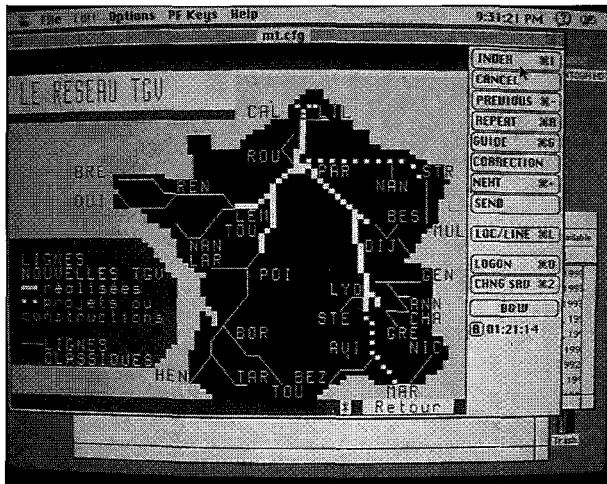 File Edit Options PF Keys Help 9:31:21 PM
mt.cfg
LE RESEAU TGV
CAL LIL
ROU
PAR STR
BRE
REN NAN
QUI
LEM BES
TOU MUL
NAN DIJ
LAR
POI GEN
LYO
ANN
STE CHA
GRE
BOR
AVI NIC
HEN TAR BEZ
TOU MAR
LIGNES
NOUVELLES TGV
réalisées
projets ou
constructions
LIGNES
CLASSIQUES
* Retour
INDEX ⌘I
CANCEL
PREVIOUS ⌘-
REPEAT ⌘R
GUIDE ⌘G
CORRECTION
NEXT
SEND
LOC/LINE ⌘L
LOGON ⌘O
CHNG SRV ⌘2
B&W
R 01:21:14
Trash